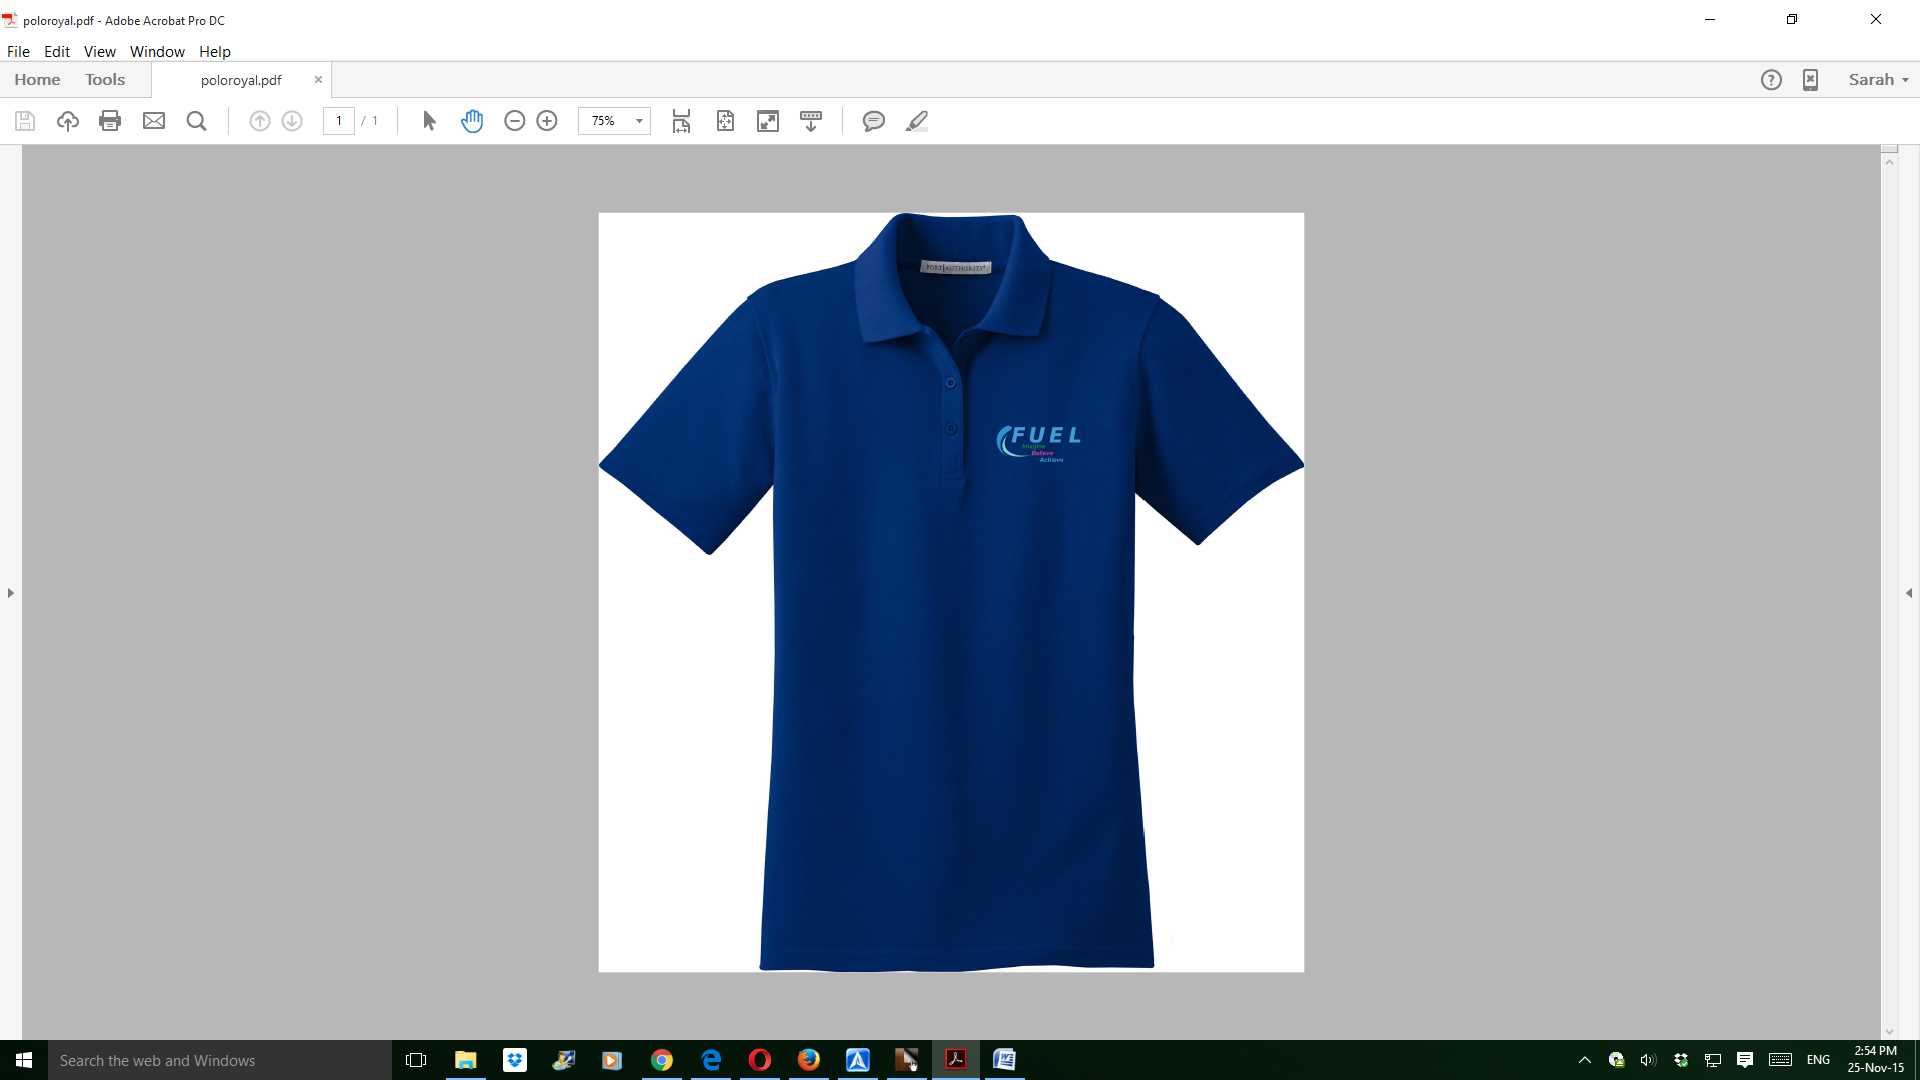 poloroyal.pdf - Adobe Acrobat Pro DC
File Edit View Window Help
Home Tools poloroyal.pdf Sarah
1 / 1 75%
PORT AUTHORITY
FUEL
Imagine
Believe
Achieve
Search the web and Windows
ENG
2:54 PM
25-Nov-15